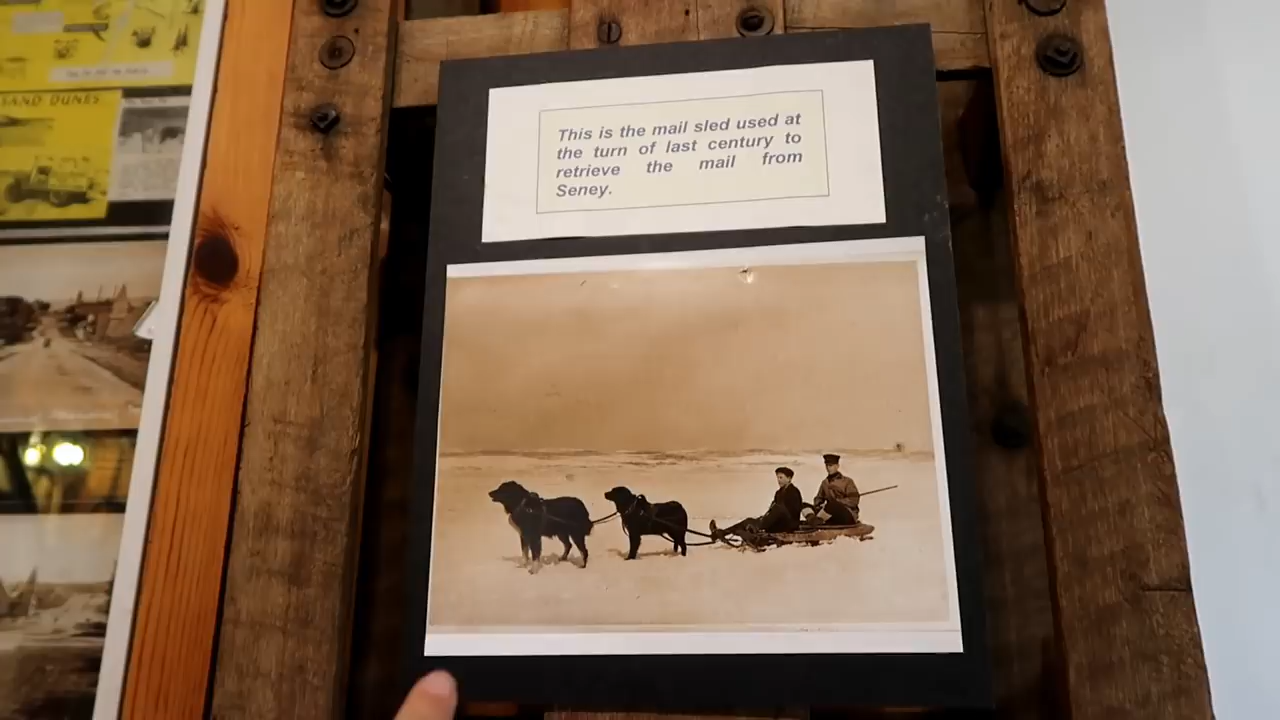 SAND DUNES
This is the mail sled used at
the turn of last century to
retrieve the mail from
Seney.